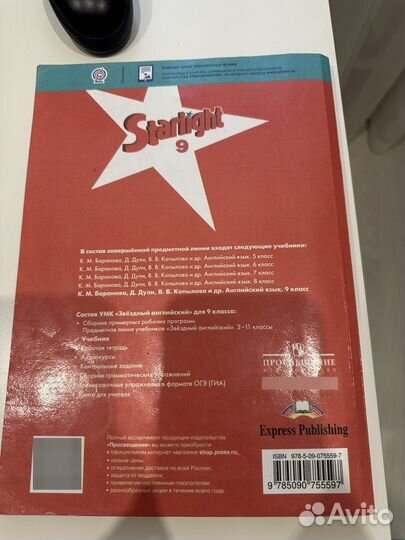 Учебник имеет электронную форму
Starlight
9
В состав завершённой предметной линии входят следующие учебники:
К. М. Баранова, Д. Дули, В. В. Копылова и др. Английский язык. 5 класс
К. М. Баранова, Д. Дули, В. В. Копылова и др. Английский язык. 6 класс
К. М. Баранова, Д. Дули, В. В. Копылова и др. Английский язык. 7 класс
К. М. Баранова, Д. Дули, В. В. Копылова и др. Английский язык. 8 класс
К. М. Баранова, Д. Дули, В. В. Копылова и др. Английский язык. 9 класс
Состав УМК «Звёздный английский» для 9 класса:
• Сборник примерных рабочих программ.
Предметная линия учебников «Звёздный английский». 2–11 классы
• Учебник
Рабочая тетрадь
Аудиокурсы
Контрольные задания
Сборник грамматических упражнений
Тренировочные упражнения в формате ОГЭ (ГИА)
Книга для учителя
ПРОСВЕЩЕНИЕ
ИЗДАТЕЛЬСТВО
Express Publishing
Полный ассортимент продукции издательства
«Просвещение» вы можете приобрести
в официальном интернет-магазине shop.prosv.ru:
• низкие цены;
• оперативная доставка по всей России;
• защита от подделок;
• привилегии постоянным покупателям;
• разнообразные акции в течение всего года.
ISBN 978-5-09-075559-7
9 785090 755597
Avito